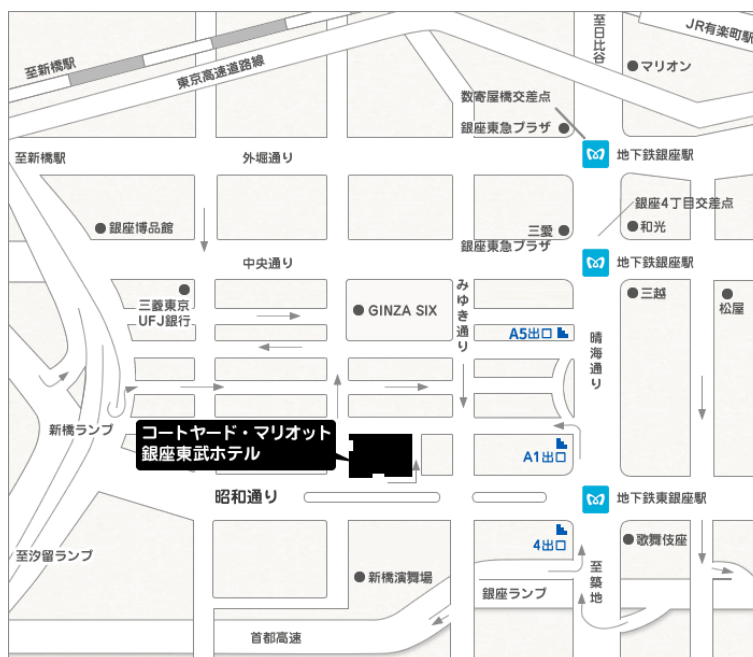 JR有楽町駅
至日比谷
至新橋駅
マリオン
東京高速道路線
数寄屋橋交差点
銀座東急プラザ
至新橋駅
外堀通り
地下鉄銀座駅
銀座4丁目交差点
銀座博品館
三愛
和光
銀座東急プラザ
中央通り
地下鉄銀座駅
みゆき通り
三菱東京
UFJ銀行
GINZA SIX
三越
松屋
A5出口
晴海通り
新橋ランプ
コートヤード・マリオット
銀座東武ホテル
A1出口
昭和通り
地下鉄東銀座駅
4出口
歌舞伎座
至汐留ランプ
至築地
新橋演舞場
銀座ランプ
首都高速